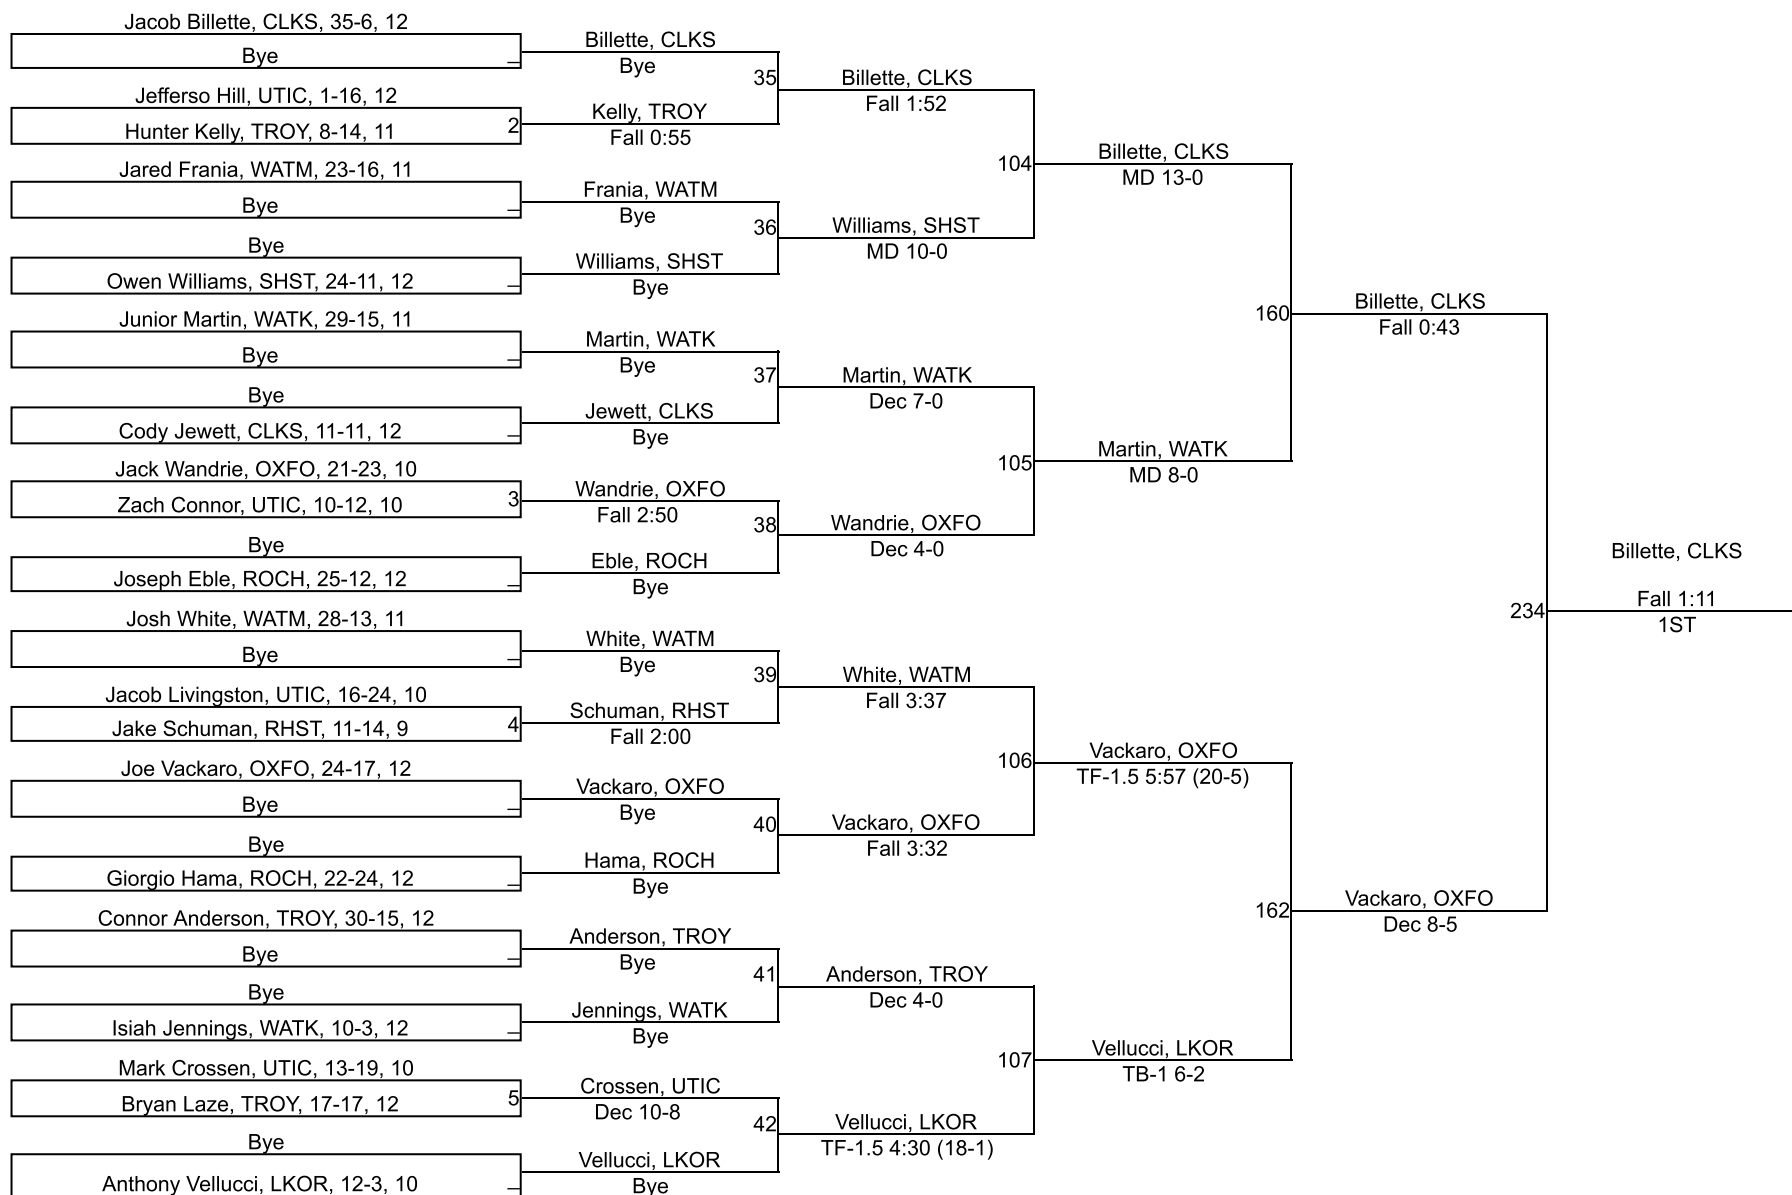 Jacob Billette, CLKS, 35-6, 12
Bye
Jefferso Hill, UTIC, 1-16, 12
Hunter Kelly, TROY, 8-14, 11
2
Jared Frania, WATM, 23-16, 11
Bye
Bye
Owen Williams, SHST, 24-11, 12
Junior Martin, WATK, 29-15, 11
Bye
Bye
Cody Jewett, CLKS, 11-11, 12
Jack Wandrie, OXFO, 21-23, 10
Zach Connor, UTIC, 10-12, 10
3
Bye
Joseph Eble, ROCH, 25-12, 12
Josh White, WATM, 28-13, 11
Bye
Jacob Livingston, UTIC, 16-24, 10
Jake Schuman, RHST, 11-14, 9
4
Joe Vackaro, OXFO, 24-17, 12
Bye
Bye
Giorgio Hama, ROCH, 22-24, 12
Connor Anderson, TROY, 30-15, 12
Bye
Bye
Isiah Jennings, WATK, 10-3, 12
Mark Crossen, UTIC, 13-19, 10
Bryan Laze, TROY, 17-17, 12
5
Bye
Anthony Vellucci, LKOR, 12-3, 10
Billette, CLKS
Bye
35
Kelly, TROY
Fall 0:55
Frania, WATM
Bye
36
Williams, SHST
Bye
Martin, WATK
Bye
37
Jewett, CLKS
Bye
Wandrie, OXFO
Fall 2:50
38
Eble, ROCH
Bye
White, WATM
Bye
39
Schuman, RHST
Fall 2:00
Vackaro, OXFO
Bye
40
Hama, ROCH
Bye
Anderson, TROY
Bye
41
Jennings, WATK
Bye
Crossen, UTIC
Dec 10-8
42
Vellucci, LKOR
Bye
Billette, CLKS
Fall 1:52
104
Williams, SHST
MD 10-0
Martin, WATK
Dec 7-0
105
Wandrie, OXFO
Dec 4-0
White, WATM
Fall 3:37
106
Vackaro, OXFO
Fall 3:32
Anderson, TROY
Dec 4-0
107
Vellucci, LKOR
TF-1.5 4:30 (18-1)
Billette, CLKS
MD 13-0
160
Martin, WATK
MD 8-0
Vackaro, OXFO
TF-1.5 5:57 (20-5)
162
Vellucci, LKOR
TB-1 6-2
Billette, CLKS
Fall 0:43
234
Vackaro, OXFO
Dec 8-5
Billette, CLKS
Fall 1:11
1ST